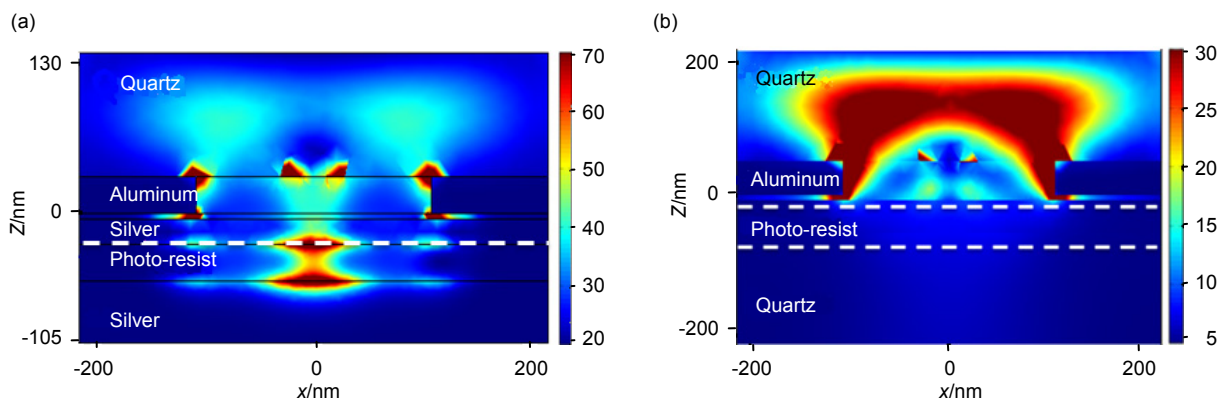 (a)
130
0
-105
Z/nm
Quartz
Aluminum
Silver
Photo-resist
Silver
-200
0
200
x/nm
70
60
50
40
30
20
(b)
200
0
-200
Z/nm
Quartz
Aluminum
Photo-resist
Quartz
-200
0
200
x/nm
30
25
20
15
10
5